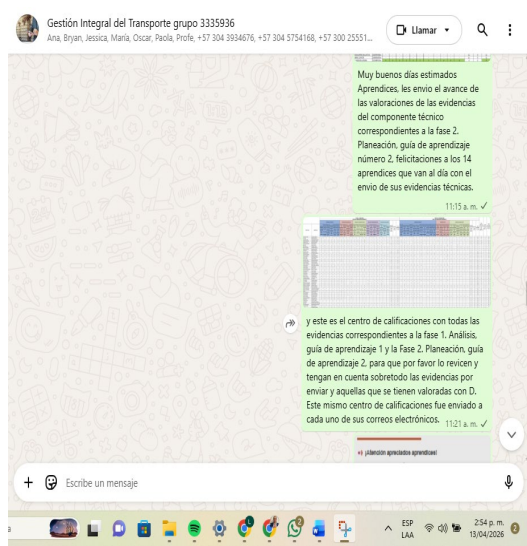 Gestión Integral del Transporte grupo 3335936
Ana, Bryan, Jessica, María, Oscar, Paola, Profe, +57 304 3934676, +57 304 5754168, +57 300 25551...
Llamar
Muy buenos días estimados
Aprendices, les envio el avance de
las valoraciones de las evidencias
del componente técnico
correspondientes a la fase 2.
Planeación, guía de aprendizaje
número 2, felicitaciones a los 14
aprendices que van al día con el
envio de sus evidencias técnicas.
11:15 a. m.
y este es el centro de calificaciones con todas las
evidencias correspondientes a la fase 1. Análisis,
guía de aprendizaje 1 y la Fase 2. Planeación, guía
de aprendizaje 2, para que por favor lo revicen y
tengan en cuenta sobretodo las evidencias por
enviar y aquellas que se tienen valoradas con D.
Este mismo centro de calificaciones fue enviado a
cada uno de sus correos electrónicos.
11:21 a. m.
¡Atención apreciados aprendices!
Escribe un mensaje
a
ESP
LAA
2:54 p. m.
13/04/2026
2